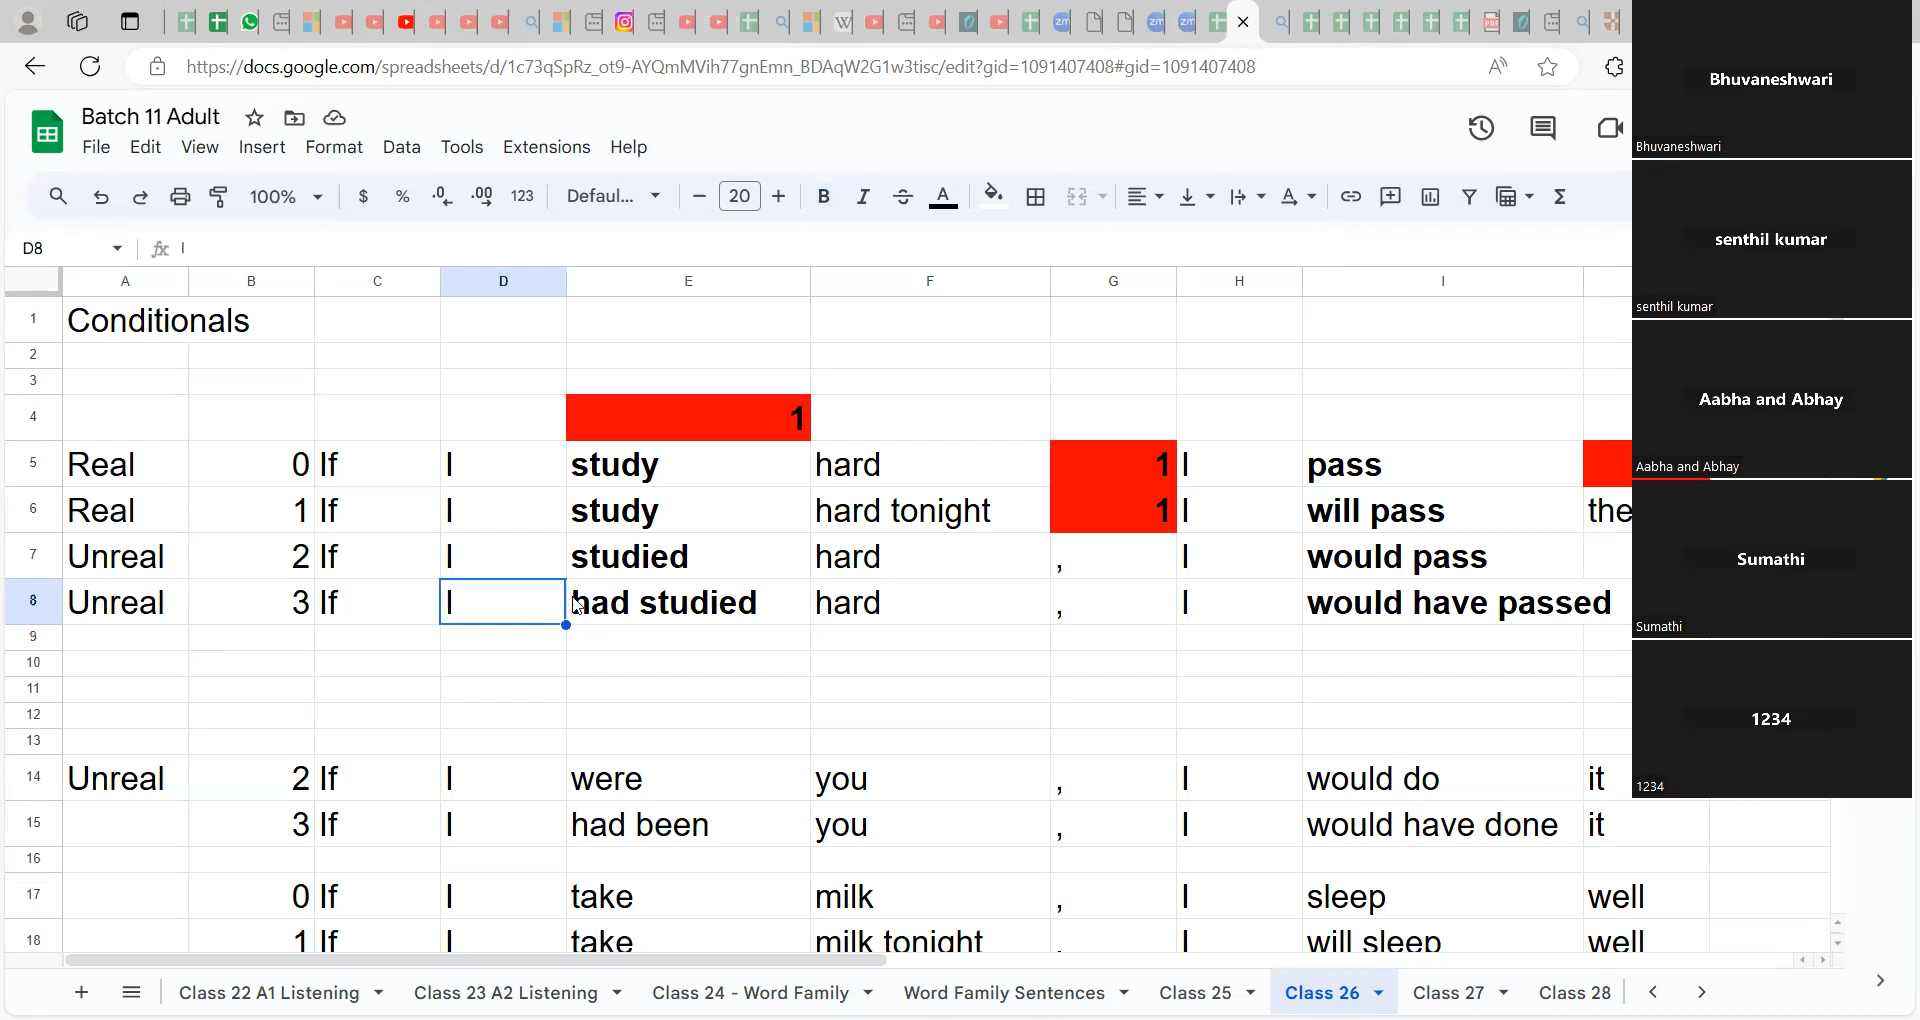 https://docs.google.com/spreadsheets/d/1c73qSpRz_ot9-AYQmMVih77gnEmn_BDAqW2G1w3tisc/edit?gid=1091407408#gid=1091407408
Batch 11 Adult
File Edit View Insert Format Data Tools Extensions Help
100% $ % .0 .00 123 Defaul... 20 B I A
D8 fx I
A B C D E F G H I
1 Conditionals
2
3
4 1
5 Real 0 If I study hard 1 I pass
6 Real 1 If I study hard tonight 1 I will pass the
7 Unreal 2 If I studied hard , I would pass
8 Unreal 3 If I had studied hard , I would have passed
9
10
11
12
13
14 Unreal 2 If I were you , I would do it
15 3 If I had been you , I would have done it
16
17 0 If I take milk , I sleep well
18 1 If I take milk tonight , I will sleep well
Class 22 A1 Listening Class 23 A2 Listening Class 24 - Word Family Word Family Sentences Class 25 Class 26 Class 27 Class 28
Bhuvaneshwari
Bhuvaneshwari
senthil kumar
senthil kumar
Aabha and Abhay
Aabha and Abhay
Sumathi
Sumathi
1234
1234